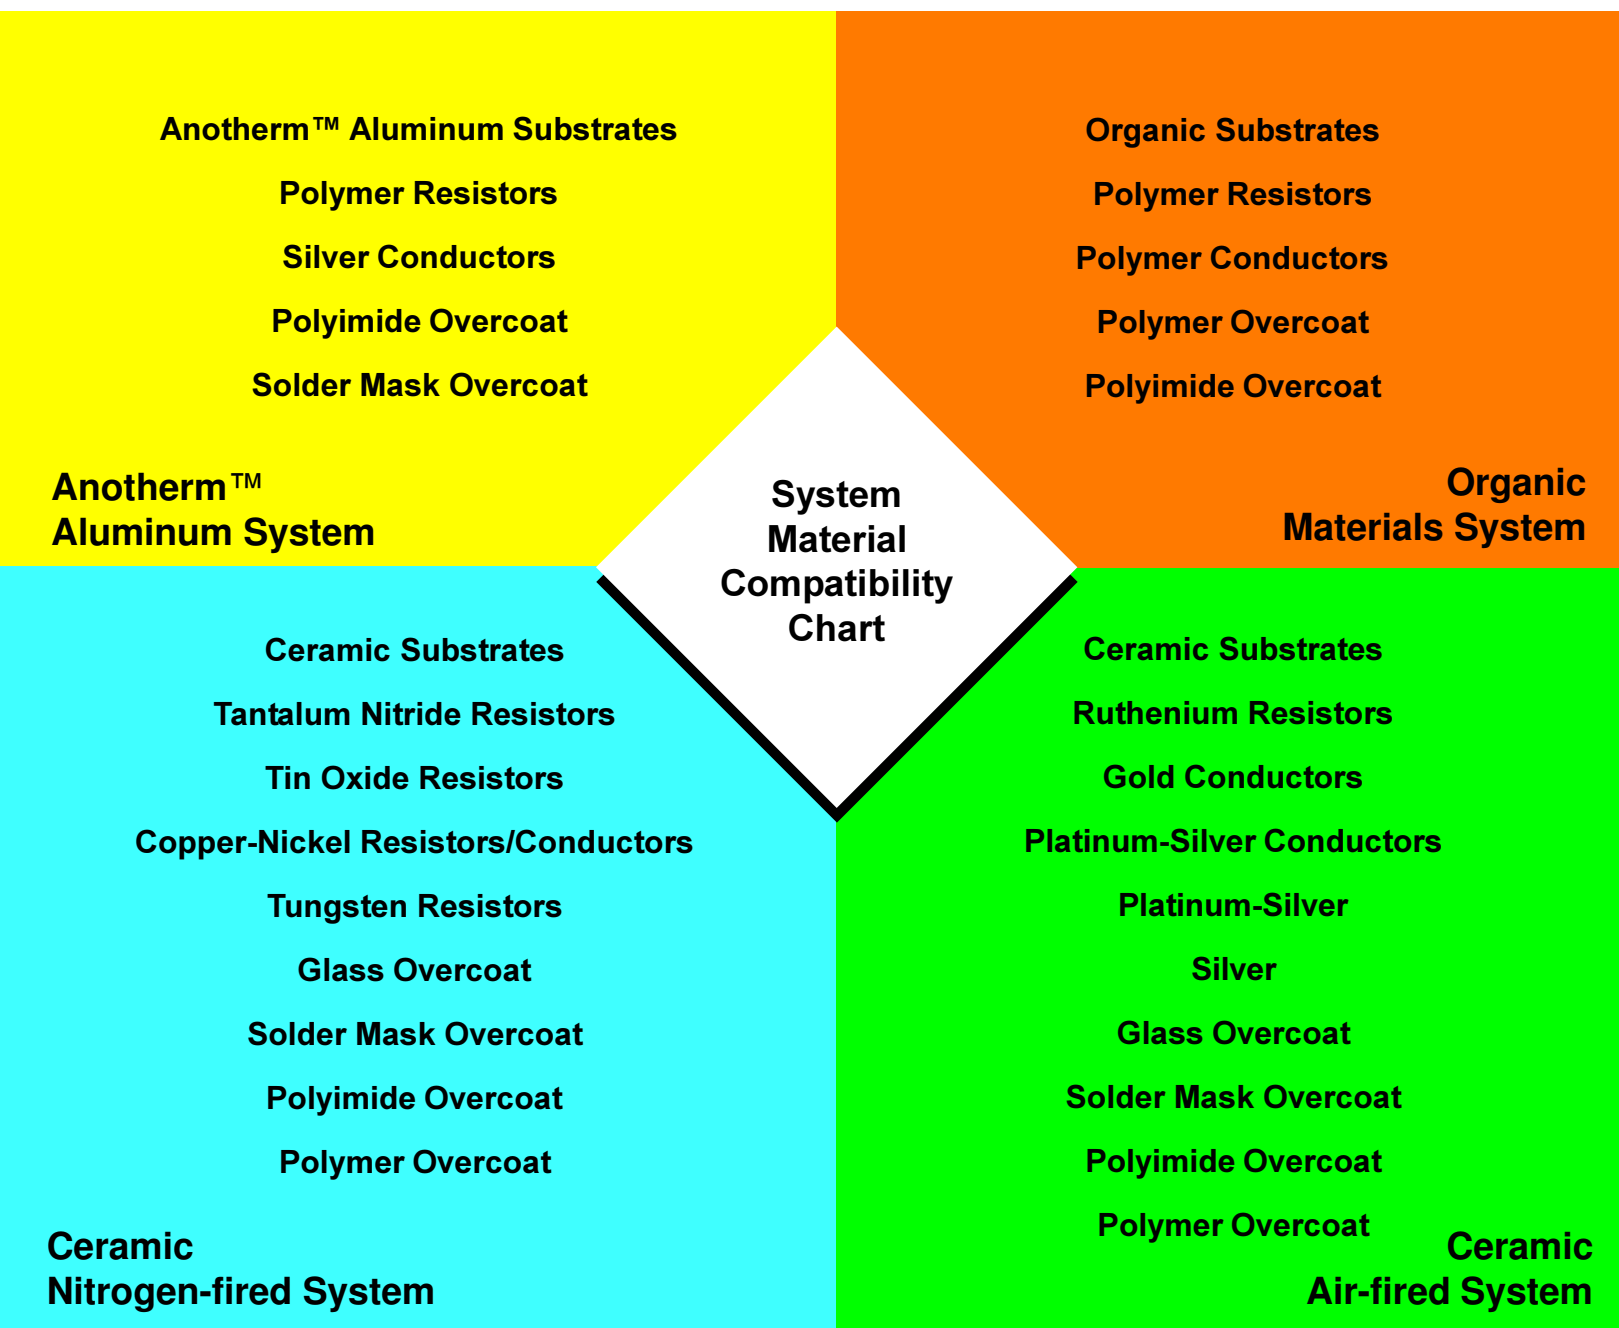 Anotherm™ Aluminum Substrates
Polymer Resistors
Silver Conductors
Polyimide Overcoat
Solder Mask Overcoat
Anotherm™
Aluminum System
Organic Substrates
Polymer Resistors
Polymer Conductors
Polymer Overcoat
Polyimide Overcoat
Organic
Materials System
System
Material
Compatibility
Chart
Ceramic Substrates
Tantalum Nitride Resistors
Tin Oxide Resistors
Copper-Nickel Resistors/Conductors
Tungsten Resistors
Glass Overcoat
Solder Mask Overcoat
Polyimide Overcoat
Polymer Overcoat
Ceramic
Nitrogen-fired System
Ceramic Substrates
Ruthenium Resistors
Gold Conductors
Platinum-Silver Conductors
Platinum-Silver
Silver
Glass Overcoat
Solder Mask Overcoat
Polyimide Overcoat
Polymer Overcoat
Ceramic
Air-fired System